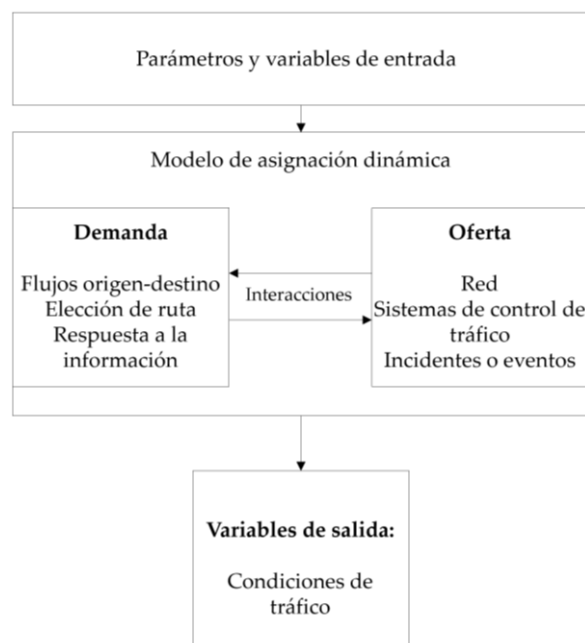 Parámetros y variables de entrada
Modelo de asignación dinámica
Demanda
Flujos origen-destino
Elección de ruta
Respuesta a la
información
Interacciones
Oferta
Red
Sistemas de control de
tráfico
Incidentes o eventos
Variables de salida:
Condiciones de
tráfico